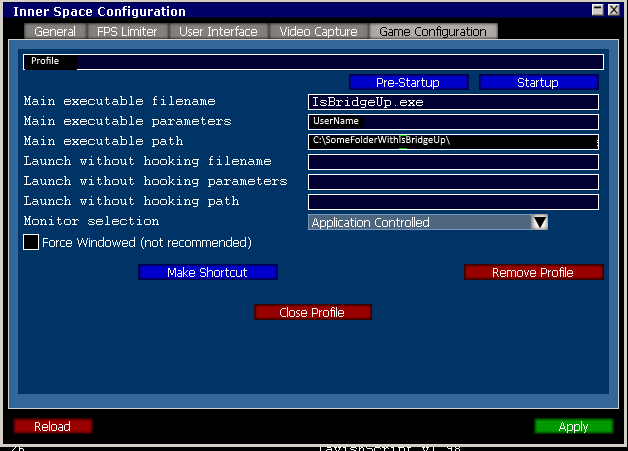 Inner Space Configuration
General FPS Limiter User Interface Video Capture Game Configuration
Profile
Pre-Startup Startup
Main executable filename IsBridgeUp.exe
Main executable parameters UserName
Main executable path C:\SomeFolderWithIsBridgeUp\
Launch without hooking filename
Launch without hooking parameters
Launch without hooking path
Monitor selection Application Controlled
Force Windowed (not recommended)
Make Shortcut Remove Profile
Close Profile
Reload Apply